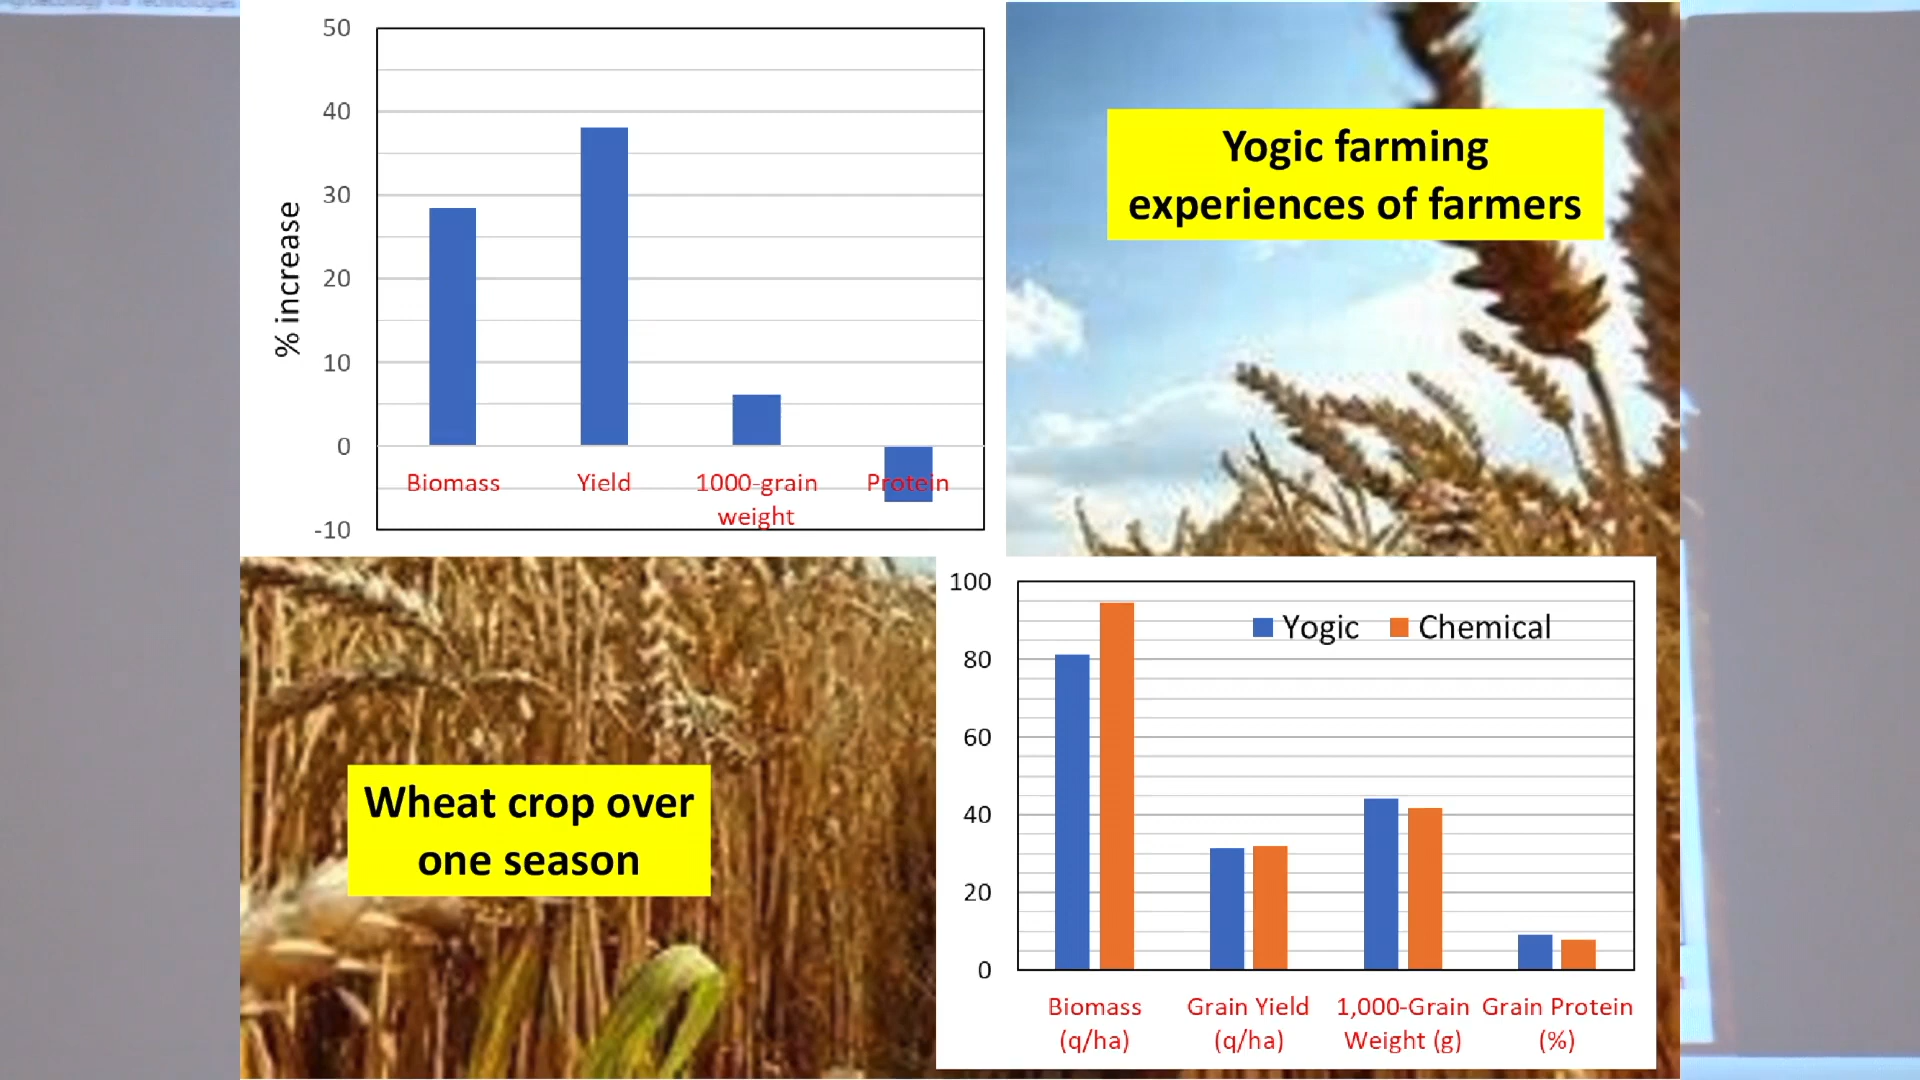 50
40
30
20
10
0
-10
% increase
Biomass
Yield
1000-grain
weight
Protein
Yogic farming
experiences of farmers
Wheat crop over
one season
100
80
60
40
20
0
Yogic
Chemical
Biomass
(q/ha)
Grain Yield
(q/ha)
1,000-Grain
Weight (g)
Grain Protein
(%)